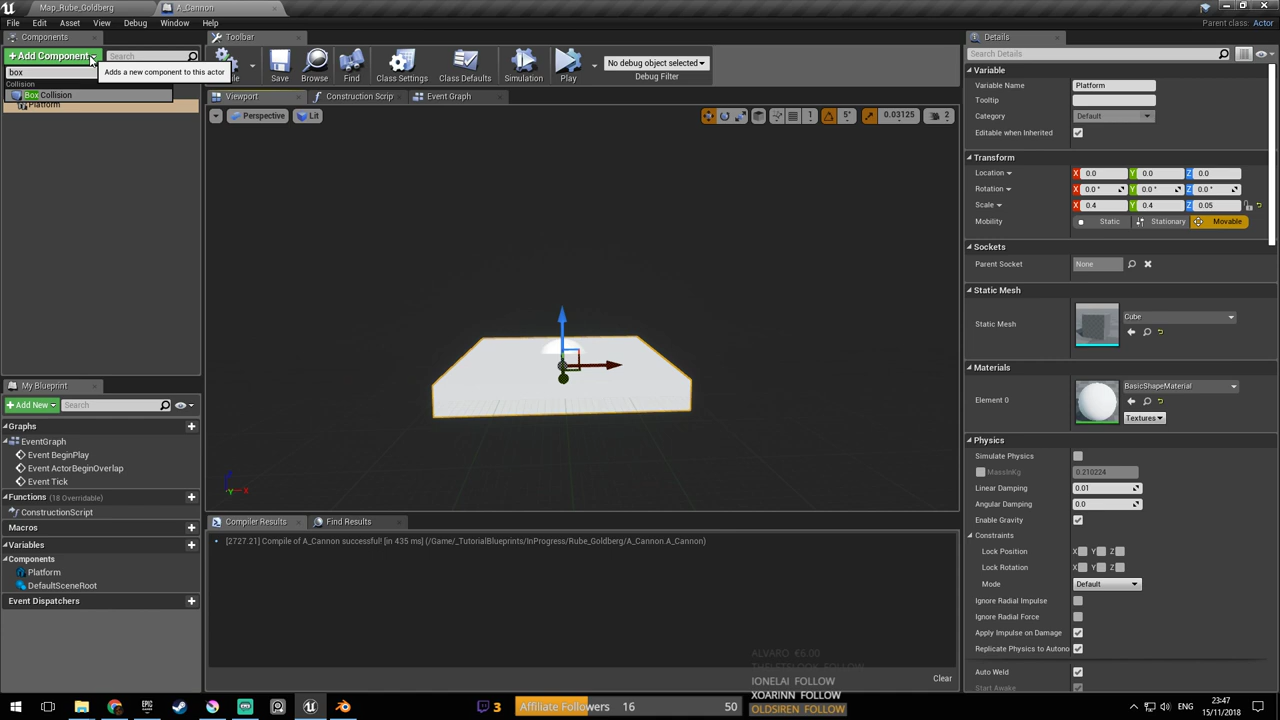 Map_Rube_Goldberg
A_Cannon
File Edit Asset View Debug Window Help
Parent class: Actor
Components
+Add Component
Search
box
Adds a new component to this actor
Collision
Box Collision
Platform
Toolbar
Save
Browse
Find
Class Settings
Class Defaults
Simulation
Play
No debug object selected
Debug Filter
Viewport
Construction Scrip
Event Graph
Perspective
Lit
1
5°
0.03125
2
My Blueprint
+Add New
Search
Graphs
EventGraph
Event BeginPlay
Event ActorBeginOverlap
Event Tick
Functions (18 Overridable)
ConstructionScript
Macros
Variables
Components
Platform
DefaultSceneRoot
Event Dispatchers
Compiler Results
Find Results
[2727.21] Compile of A_Cannon successful! [in 435 ms] (/Game/_TutorialBlueprints/InProgress/Rube_Goldberg/A_Cannon.A_Cannon)
Clear
Details
Search Details
Variable
Variable Name Platform
Tooltip
Category Default
Editable when Inherited
Transform
Location X 0.0 Y 0.0 Z 0.0
Rotation X 0.0 ° Y 0.0 ° Z 0.0 °
Scale X 0.4 Y 0.4 Z 0.05
Mobility Static Stationary Movable
Sockets
Parent Socket None
Static Mesh
Static Mesh Cube
Materials
Element 0 BasicShapeMaterial
Textures
Physics
Simulate Physics
MassInKg 0.210224
Linear Damping 0.01
Angular Damping 0.0
Enable Gravity
Constraints
Lock Position X Y Z
Lock Rotation X Y Z
Mode Default
Ignore Radial Impulse
Ignore Radial Force
Apply Impulse on Damage
Replicate Physics to Autono
Auto Weld
Start Awake
ALVARO €6.00
IONELAI FOLLOW
XOARINN FOLLOW
OLDSIREN FOLLOW
3
Affiliate Followers 16 50
23:47
15/11/2018